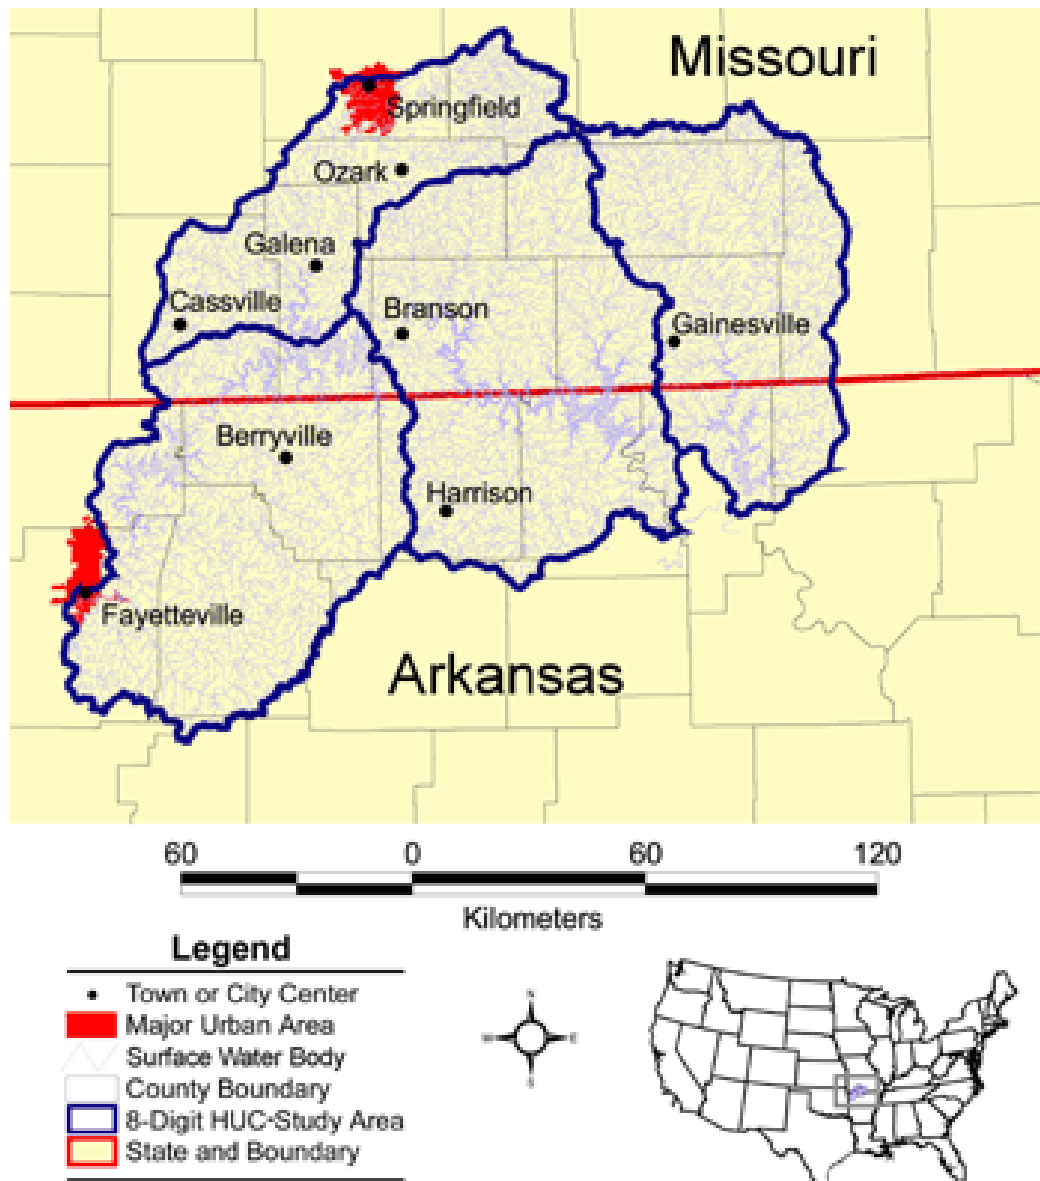 Missouri
Springfield
Ozark
Galena
Cassville
Branson
Gainesville
Berryville
Harrison
Fayetteville
Arkansas
60 0 60 120
Kilometers
Legend
Town or City Center
Major Urban Area
Surface Water Body
County Boundary
8-Digit HUC-Study Area
State and Boundary
N
W E
S